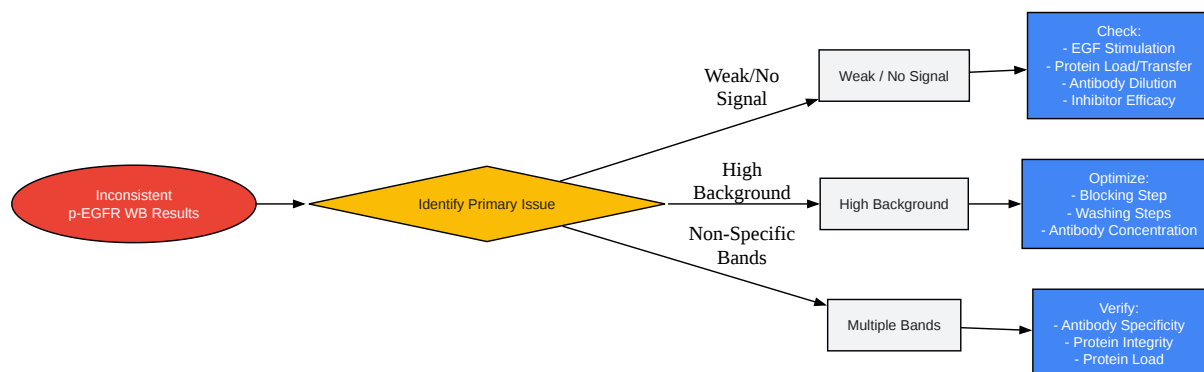 Inconsistent
p-EGFR WB Results
Identify Primary Issue
Weak/No
Signal
Weak / No Signal
Check:
- EGF Stimulation
- Protein Load/Transfer
- Antibody Dilution
- Inhibitor Efficacy
High
Background
High Background
Optimize:
- Blocking Step
- Washing Steps
- Antibody Concentration
Non-Specific
Bands
Multiple Bands
Verify:
- Antibody Specificity
- Protein Integrity
- Protein Load